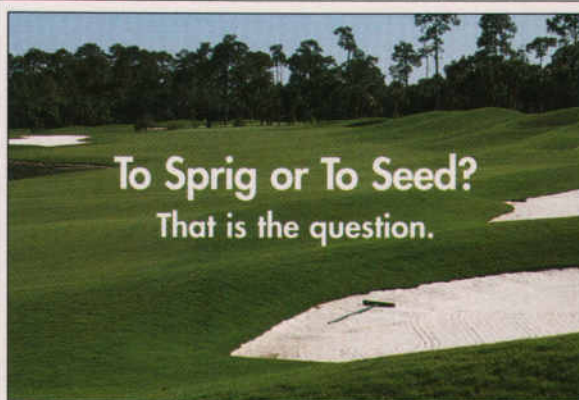 To Sprig or To Seed?
That is the question.